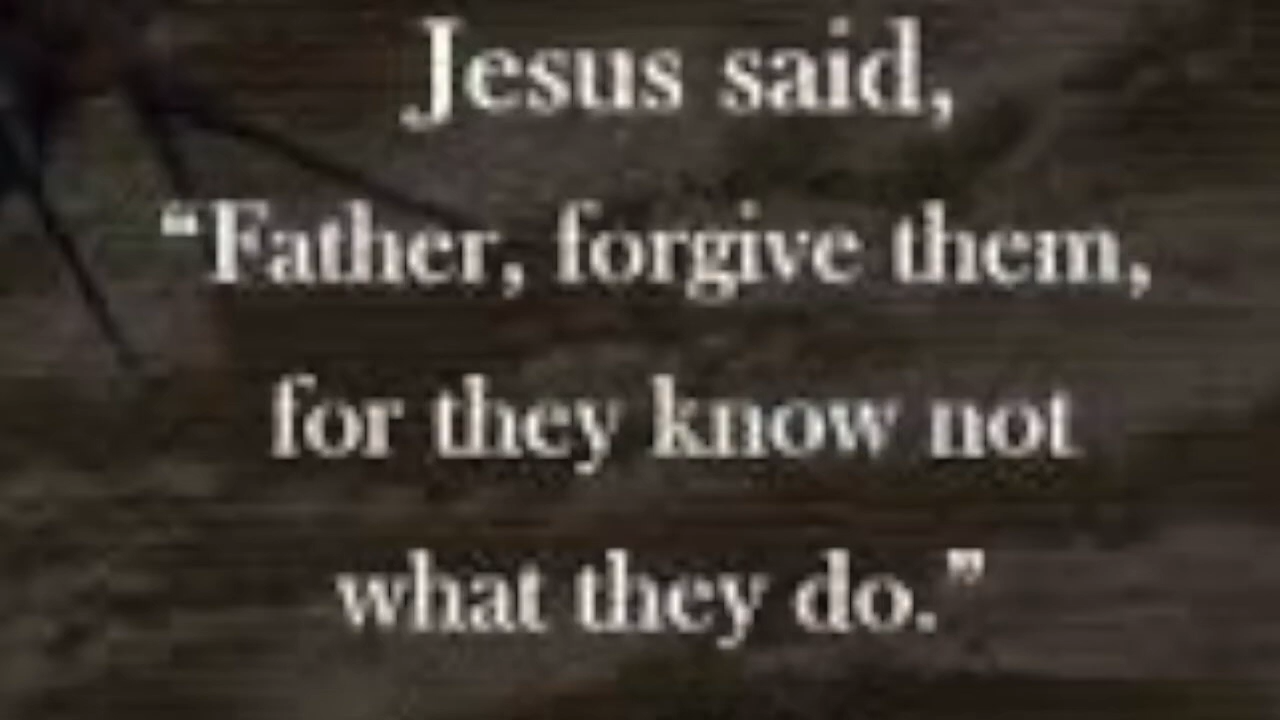 Jesus said,
“Father, forgive them,
for they know not
what they do.”